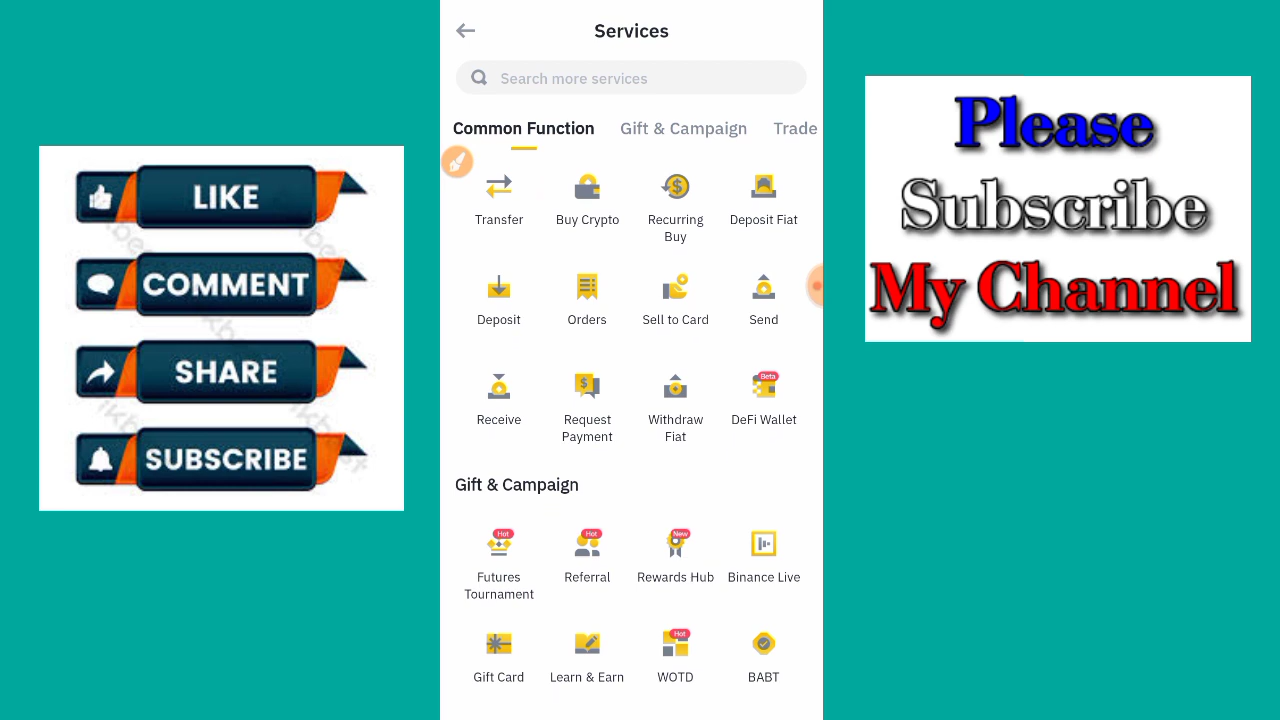 LIKE
COMMENT
SHARE
SUBSCRIBE
Services
Search more services
Common Function Gift & Campaign Trade
Transfer Buy Crypto Recurring Buy Deposit Fiat
Deposit Orders Sell to Card Send
Beta
Receive Request Payment Withdraw Fiat DeFi Wallet
Gift & Campaign
Hot Hot New
Futures Tournament Referral Rewards Hub Binance Live
Hot
Gift Card Learn & Earn WOTD BABT
Please
Subscribe
My Channel